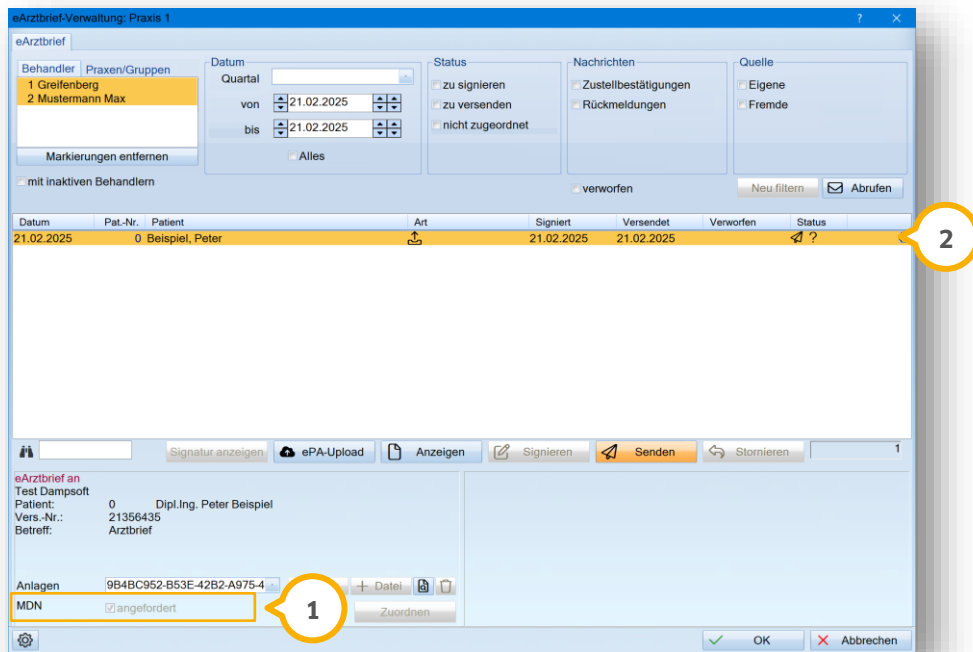 eArztbrief-Verwaltung: Praxis 1 ?
eArztbrief
Behandler Praxen/Gruppen
1 Greifenberg
2 Mustermann Max
Markierungen entfernen
mit inaktiven Behandlern
Datum
Quartal
von 21.02.2025
bis 21.02.2025
Alles
Status
zu signieren
zu versenden
nicht zugeordnet
Nachrichten
Zustellbestätigungen
Rückmeldungen
verworfen
Quelle
Eigene
Fremde
Neu filtern Abrufen
Datum Pat.-Nr. Patient Art Signiert Versendet Verworfen Status
21.02.2025 0 Beispiel, Peter 21.02.2025 21.02.2025 ?
2
Signatur anzeigen ePA-Upload Anzeigen Signieren Senden Stornieren 1
eArztbrief an
Test Dampsoft
Patient: 0 Dipl.Ing. Peter Beispiel
Vers.-Nr.: 21356435
Betreff: Arztbrief
Anlagen 9B4BC952-B53E-42B2-A975-4 + Datei
MDN angefordert Zuordnen
1
OK Abbrechen